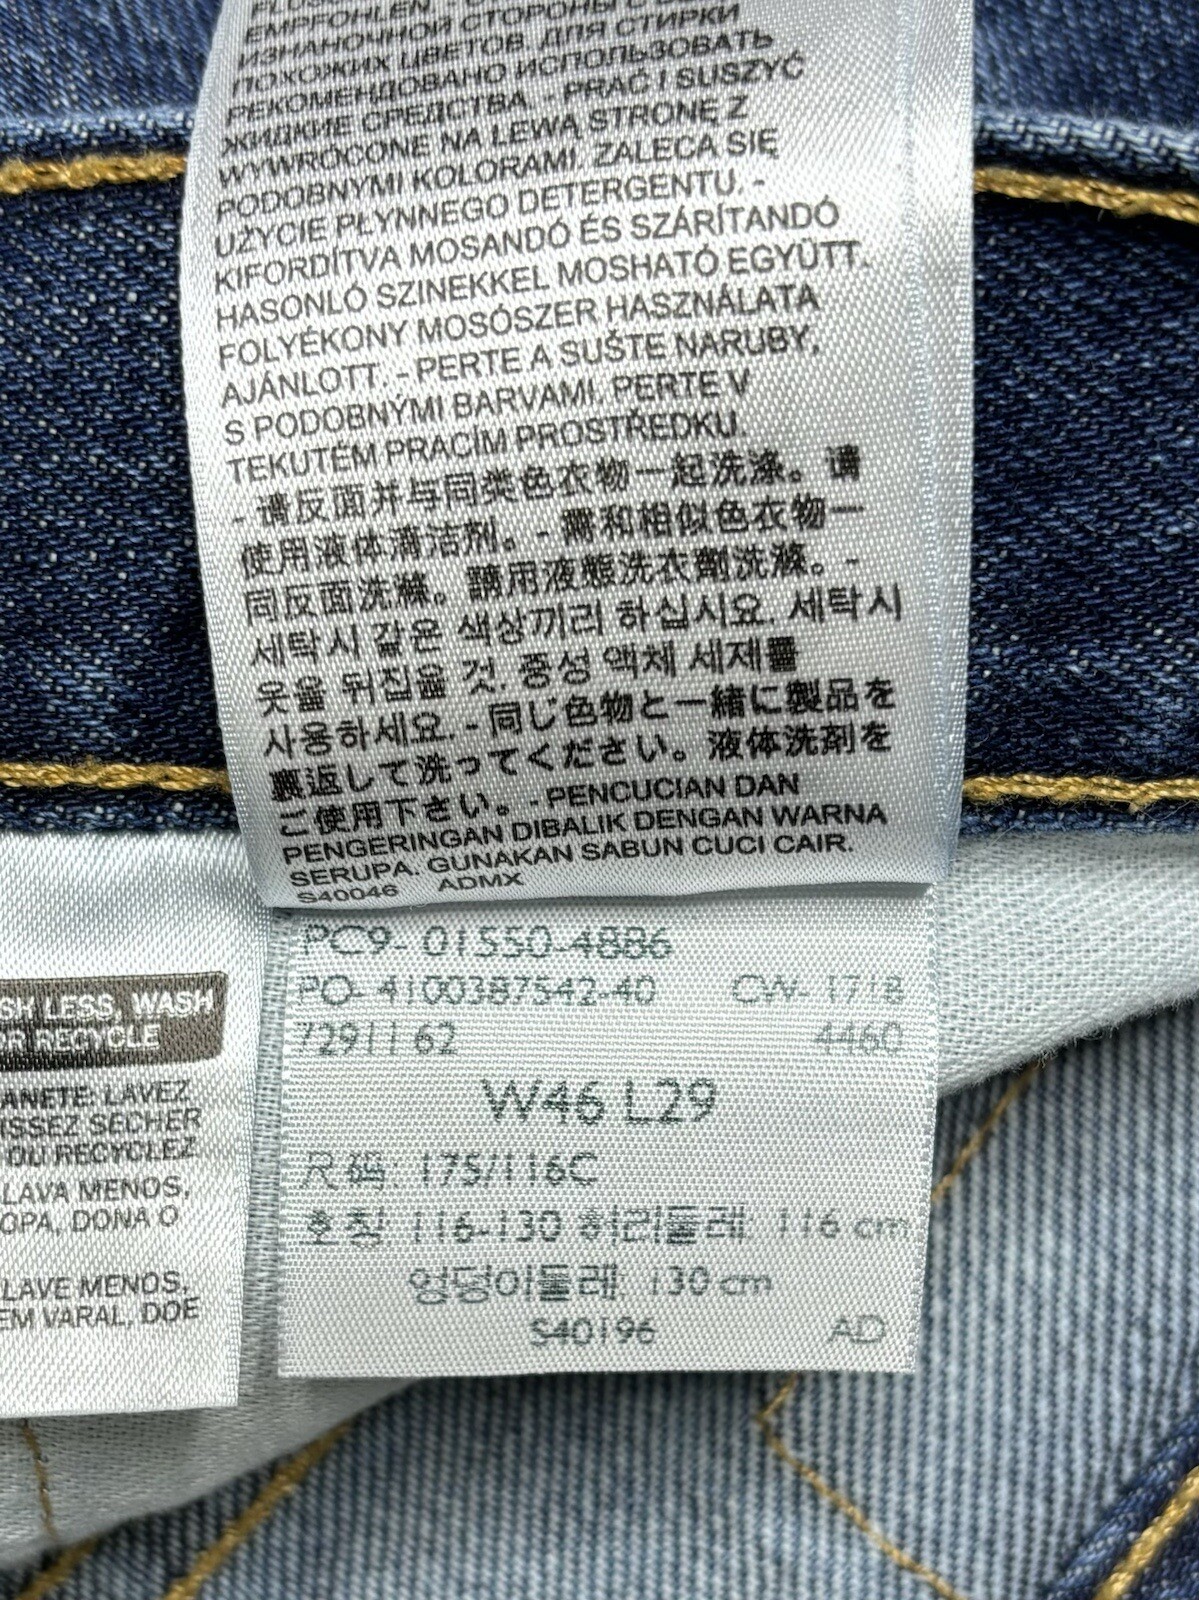 EMPFOHLEN. -
ИЗНАНОЧНОЙ СТОРОНЫ С
ПОХОЖИХ ЦВЕТОВ. ДЛЯ СТИРКИ
РЕКОМЕНДОВАНО ИСПОЛЬЗОВАТЬ
ЖИДКИЕ СРЕДСТВА. - PRAĆ I SUSZYĆ
WYWRÓCONE NA LEWĄ STRONĘ Z
PODOBNYMI KOLORAMI. ZALECA SIĘ
UŻYCIE PŁYNNEGO DETERGENTU. -
KIFORDÍTVA MOSANDÓ ÉS SZÁRÍTANDÓ
HASONLÓ SZINEKKEL MOSHATÓ EGYÜTT.
FOLYÉKONY MOSÓSZER HASZNÁLATA
AJÁNLOTT. - PERTE A SUŠTE NARUBY,
S PODOBNÝMI BARVAMI. PERTE V
TEKUTÉM PRACÍM PROSTŘEDKU.
- 请反面并与同类色衣物一起洗涤。请
使用液体清洁剂。- 需和相似色衣物一
同反面洗滌。請用液態洗衣劑洗滌。-
세탁시 같은 색상끼리 하십시요. 세탁시
옷을 뒤집을 것. 중성 액체 세제를
사용하세요. - 同じ色物と一緒に製品を
裏返して洗ってください。液体洗剤を
ご使用下さい。- PENCUCIAN DAN
PENGERINGAN DIBALIK DENGAN WARNA
SERUPA. GUNAKAN SABUN CUCI CAIR.
S40046 ADMX
PC9- 01550-4886
PO- 4100387542-40 CW- 1718
72911 62 4460
W46 L29
尺码: 175/116C
호칭 116-130 허리둘레: 116 cm
엉덩이둘레: 130 cm
S40196 AD
SH LESS, WASH
OR RECYCLE
ANETE: LAVEZ
ISSEZ SÉCHER
OU RECYCLEZ
LAVA MENOS,
OPA, DONA O
LAVE MENOS,
EM VARAL, DOE